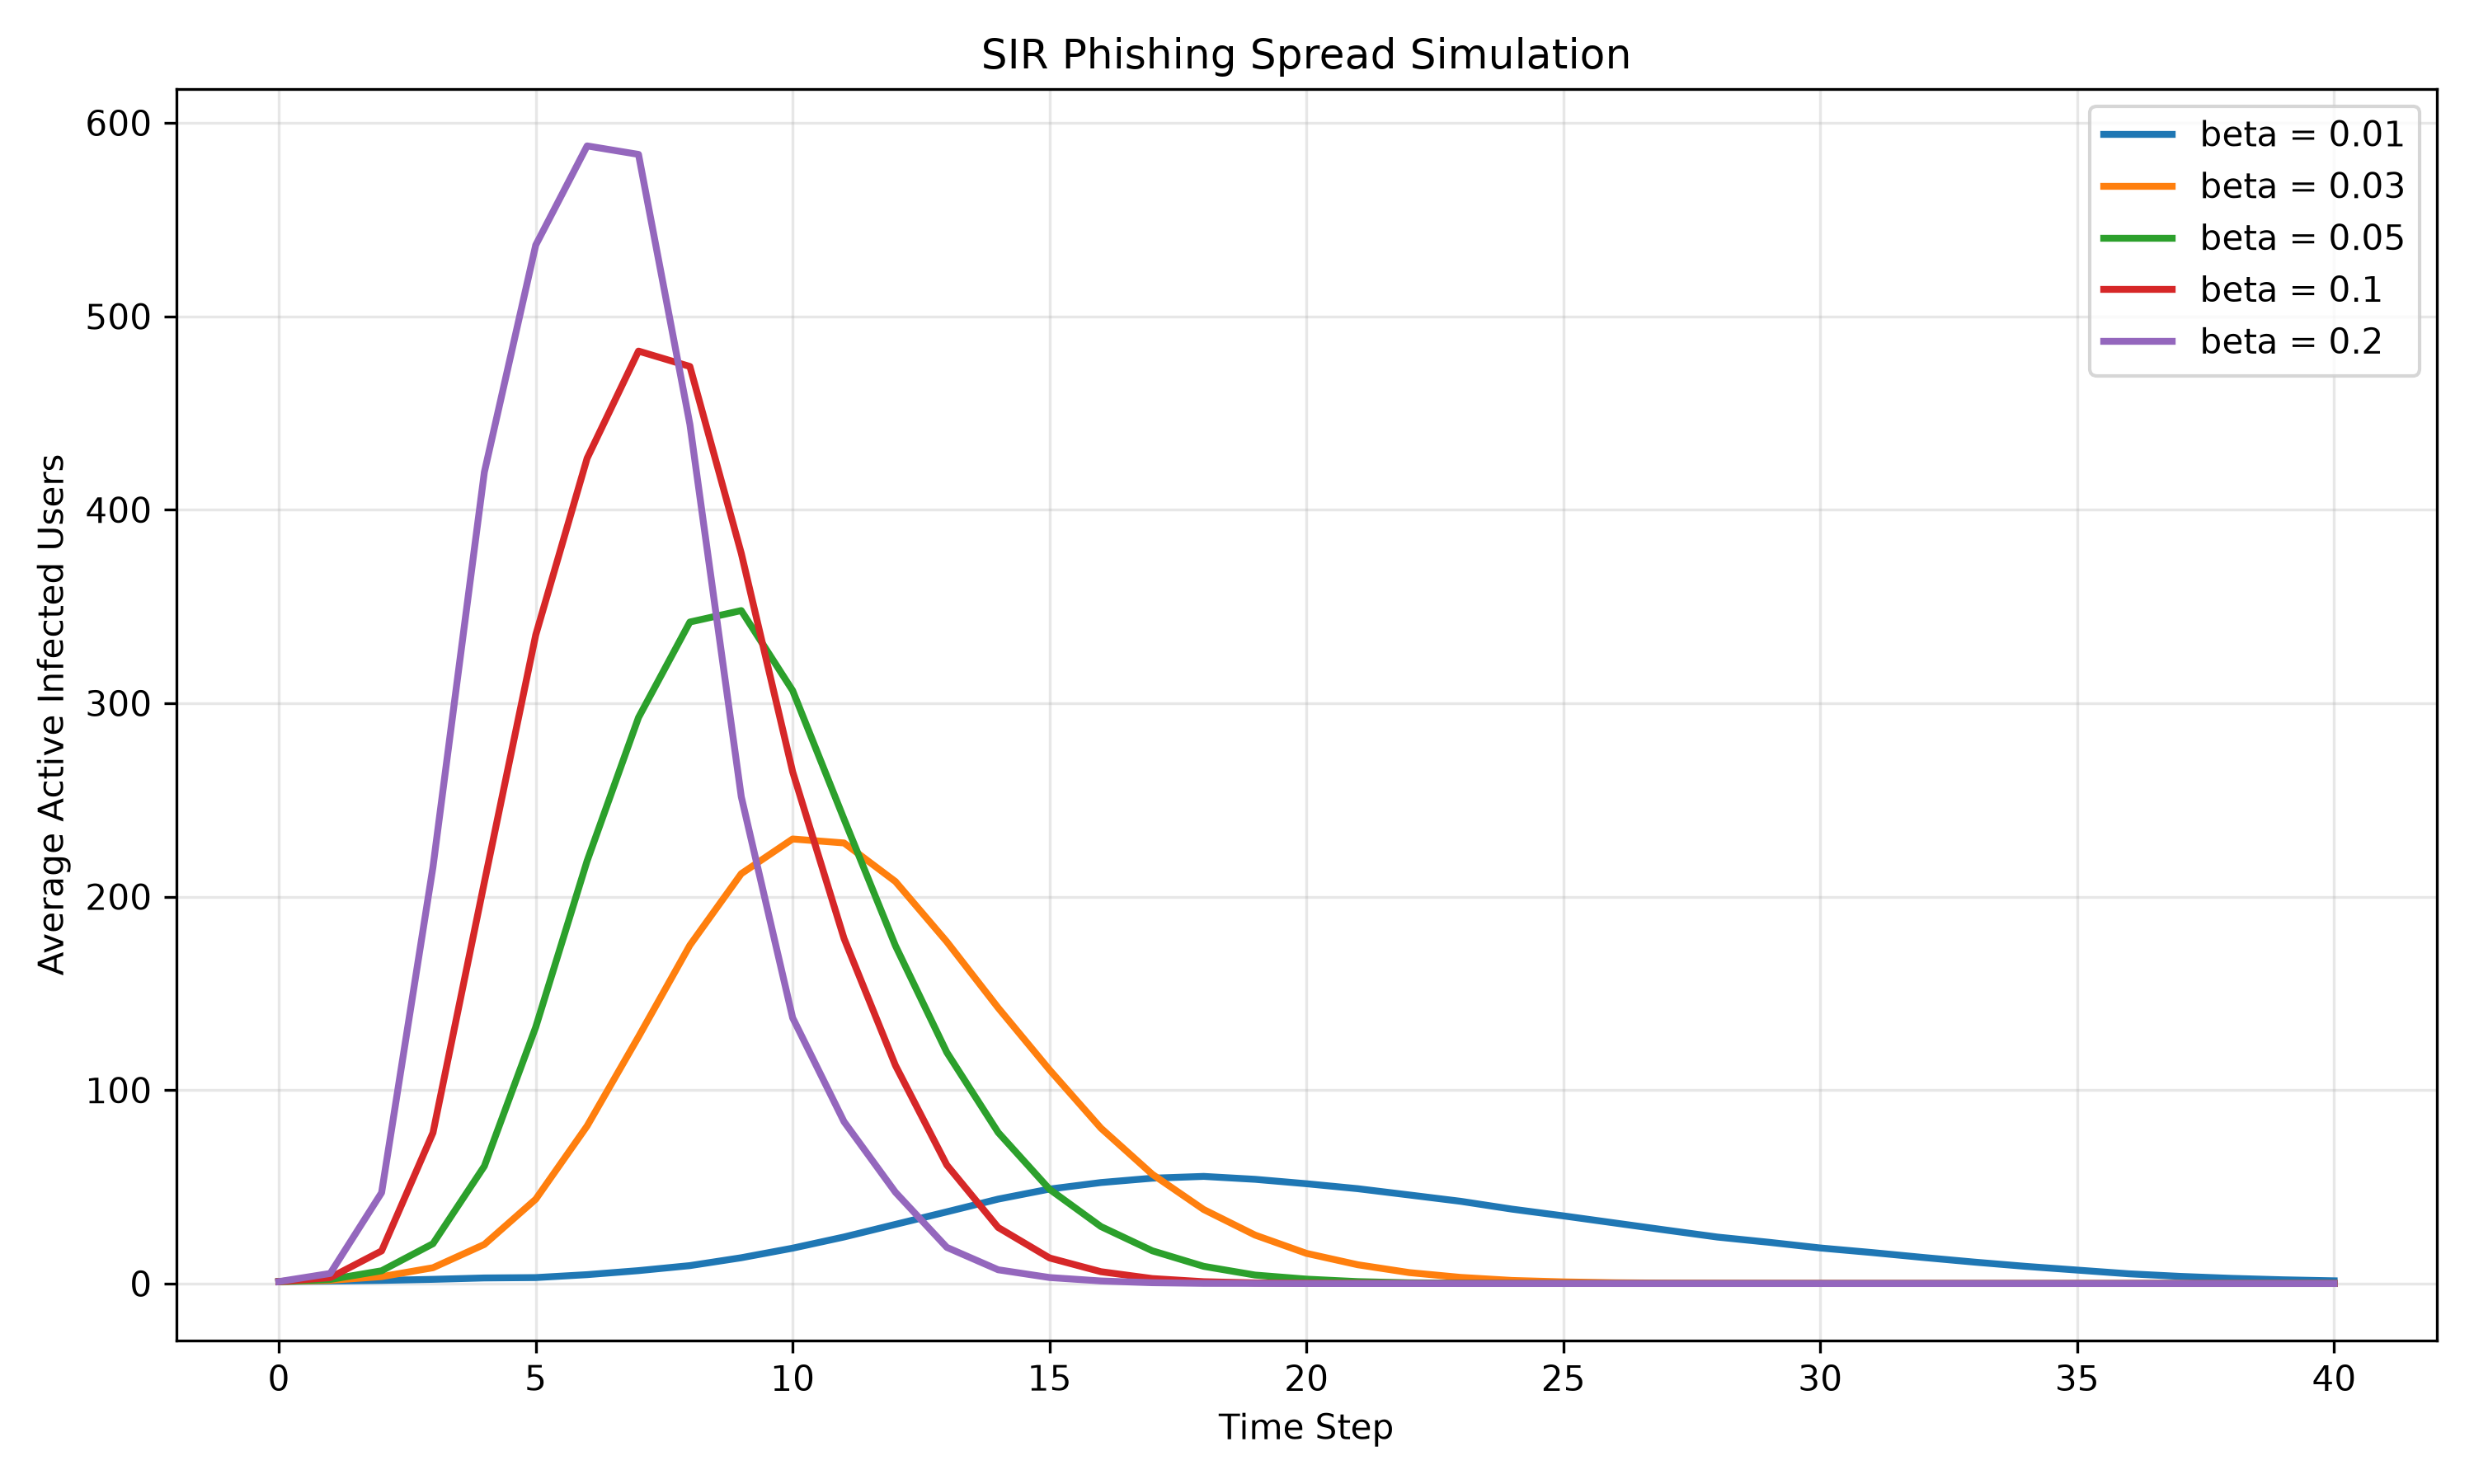 SIR Phishing Spread Simulation
600
500
400
300
200
100
0
Average Active Infected Users
beta = 0.01
beta = 0.03
beta = 0.05
beta = 0.1
beta = 0.2
0 5 10 15 20 25 30 35 40
Time Step